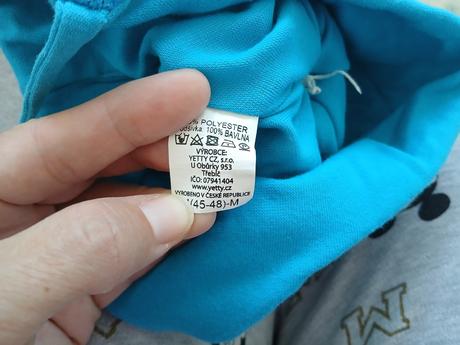 % POLYESTER
podšívka: 100% BAVLNA
VÝROBCE:
YETTY CZ, s.r.o.
U Obůrky 953
Třebíč
IČO: 07941404
www.yetty.cz
VYROBENO V ČESKÉ REPUBLICE
(45-48)-M
M